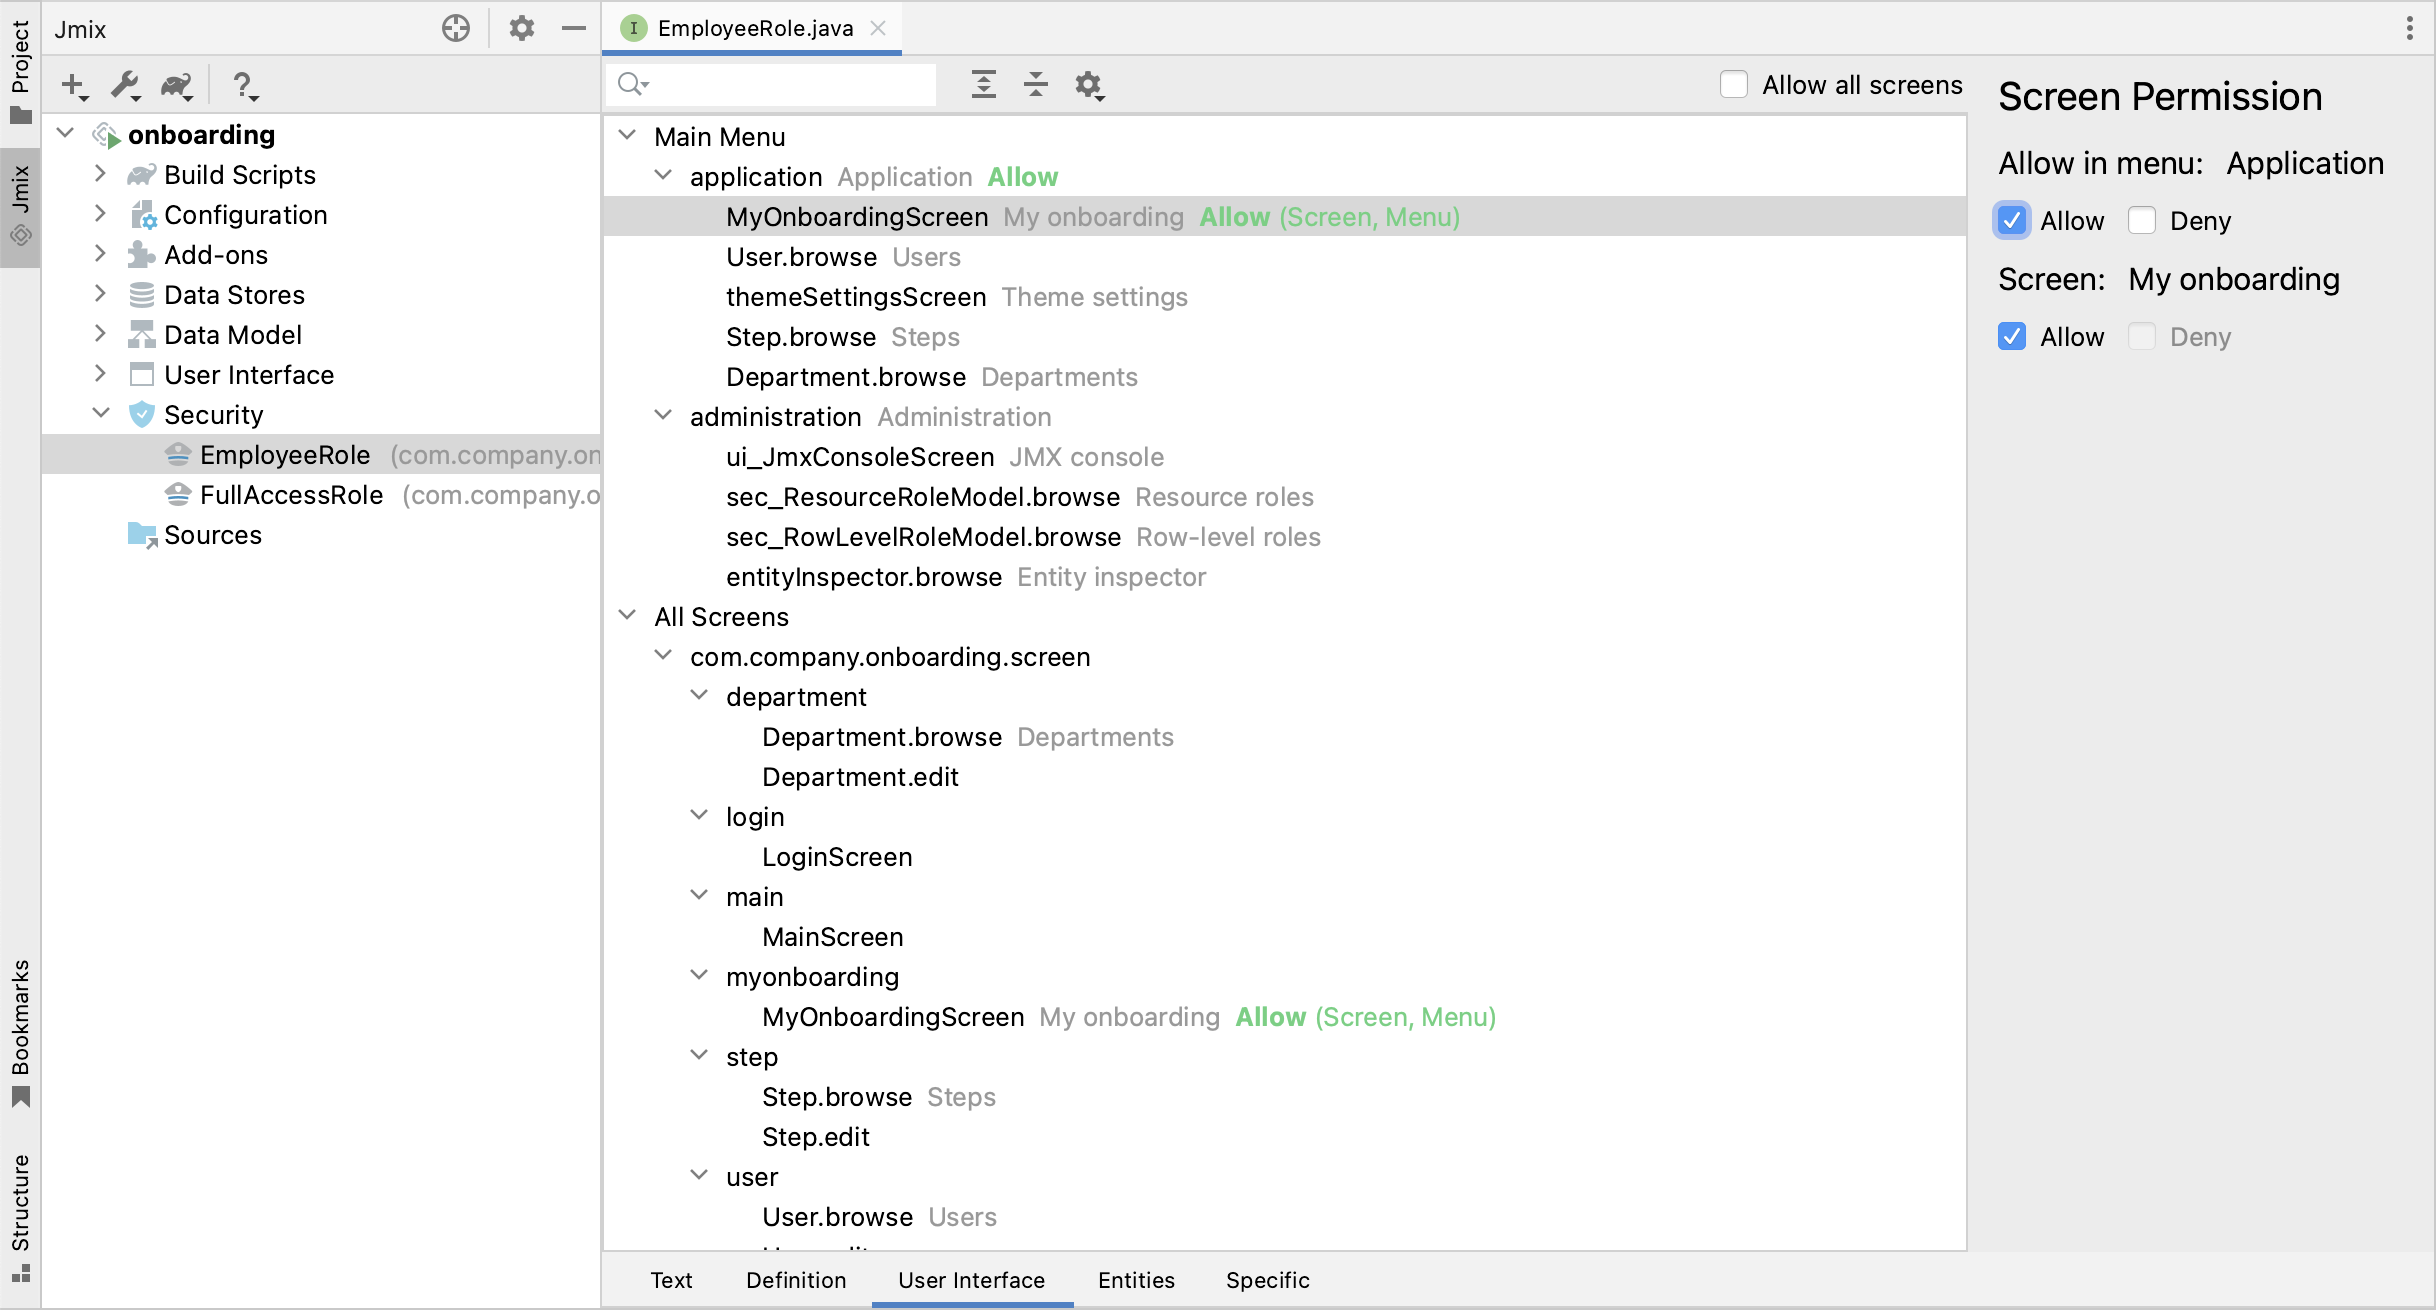 Project
Jmix
Bookmarks
Structure
Jmix
onboarding
Build Scripts
Configuration
Add-ons
Data Stores
Data Model
User Interface
Security
EmployeeRole (com.company.on
FullAccessRole (com.company.o
Sources
EmployeeRole.java
Allow all screens
Main Menu
application Application Allow
MyOnboardingScreen My onboarding Allow (Screen, Menu)
User.browse Users
themeSettingsScreen Theme settings
Step.browse Steps
Department.browse Departments
administration Administration
ui_JmxConsoleScreen JMX console
sec_ResourceRoleModel.browse Resource roles
sec_RowLevelRoleModel.browse Row-level roles
entityInspector.browse Entity inspector
All Screens
com.company.onboarding.screen
department
Department.browse Departments
Department.edit
login
LoginScreen
main
MainScreen
myonboarding
MyOnboardingScreen My onboarding Allow (Screen, Menu)
step
Step.browse Steps
Step.edit
user
User.browse Users
Text Definition User Interface Entities Specific
Screen Permission
Allow in menu: Application
Allow Deny
Screen: My onboarding
Allow Deny